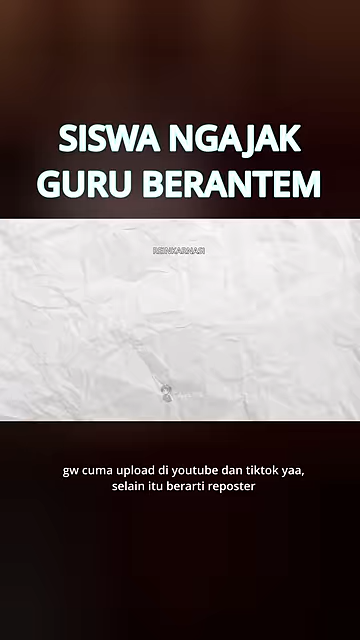 SISWA NGAJAK
GURU BERANTEM
REINKARNASI
gw cuma upload di youtube dan tiktok yaa,
selain itu berarti reposter